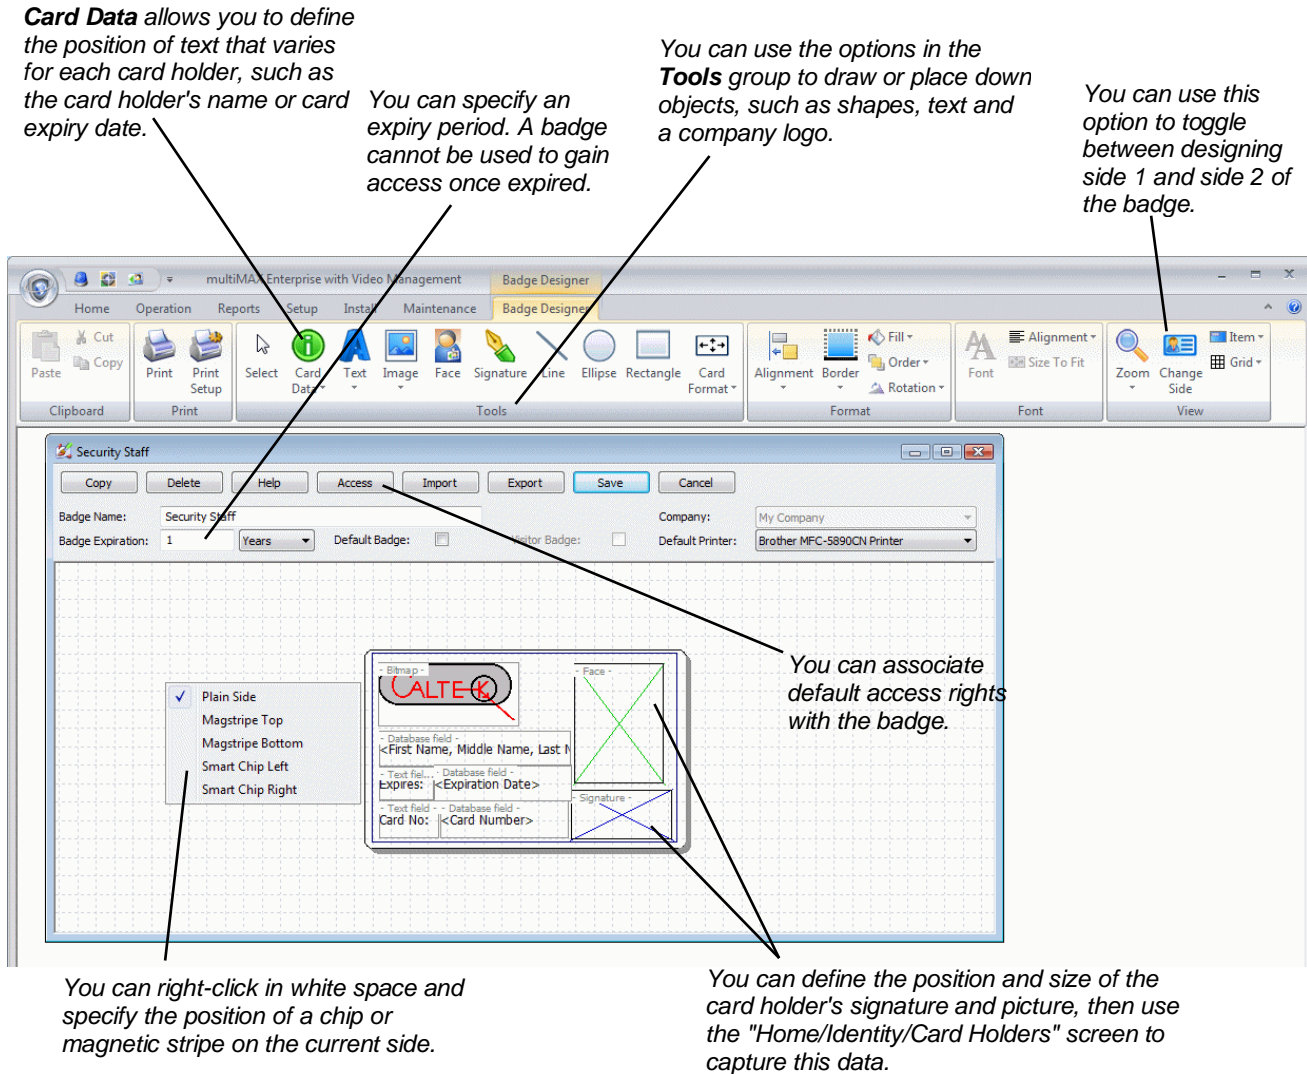 Card Data allows you to define
the position of text that varies
for each card holder, such as
the card holder's name or card
expiry date.
You can specify an
expiry period. A badge
cannot be used to gain
access once expired.
You can use the options in the
Tools group to draw or place down
objects, such as shapes, text and
a company logo.
You can use this
option to toggle
between designing
side 1 and side 2 of
the badge.
multiMAX Enterprise with Video Management
Badge Designer
Home Operation Reports Setup Install Maintenance Badge Designer
Paste Cut Copy
Print Print Setup
Select Card Data Text Image Face Signature Line Ellipse Rectangle Card Format
Alignment Border Fill Order Rotation
Font Alignment Size To Fit
Zoom Change Side Item Grid
Clipboard Print Tools Format Font View
Security Staff
Copy Delete Help Access Import Export Save Cancel
Badge Name: Security Staff Company: My Company
Badge Expiration: 1 Years Default Badge: Visitor Badge: Default Printer: Brother MFC-5890CN Printer
Plain Side
Magstripe Top
Magstripe Bottom
Smart Chip Left
Smart Chip Right
- Bitmap -
CALTEK
- Face -
- Database field -
<First Name, Middle Name, Last N
- Text fiel... - Database field -
Expires: <Expiration Date>
- Signature -
- Text field - - Database field -
Card No: <Card Number>
You can associate
default access rights
with the badge.
You can right-click in white space and
specify the position of a chip or
magnetic stripe on the current side.
You can define the position and size of the
card holder's signature and picture, then use
the "Home/Identity/Card Holders" screen to
capture this data.